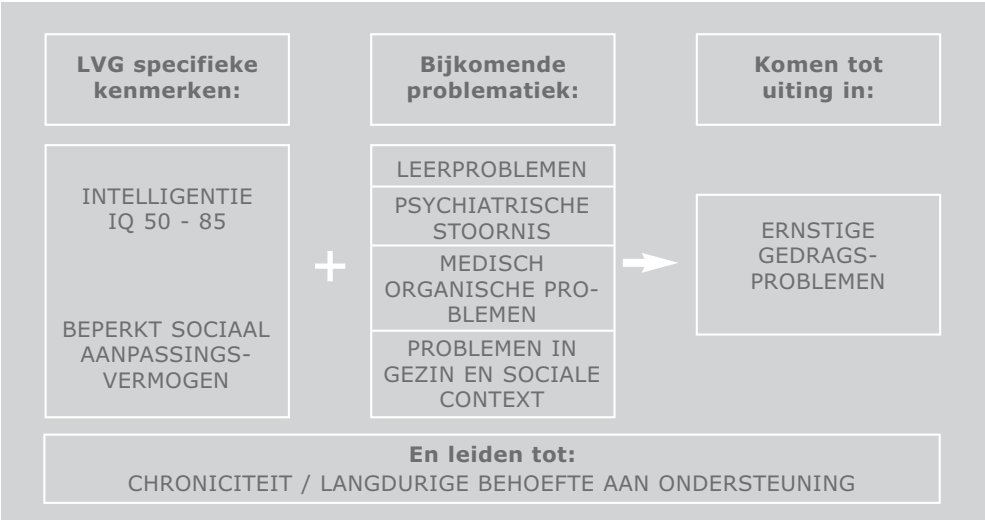 LVG specifieke
kenmerken:
Bijkomende
problematiek:
Komen tot
uiting in:
INTELLIGENTIE
IQ 50 - 85
BEPERKT SOCIAAL
AANPASSINGS-
VERMOGEN
+
LEERPROBLEMEN
PSYCHIATRISCHE
STOORNIS
MEDISCH
ORGANISCHE PRO-
BLEMEN
PROBLEMEN IN
GEZIN EN SOCIALE
CONTEXT
ERNSTIGE
GEDRAGS-
PROBLEMEN
En leiden tot:
CHRONICITEIT / LANGDURIGE BEHOEFTE AAN ONDERSTEUNING